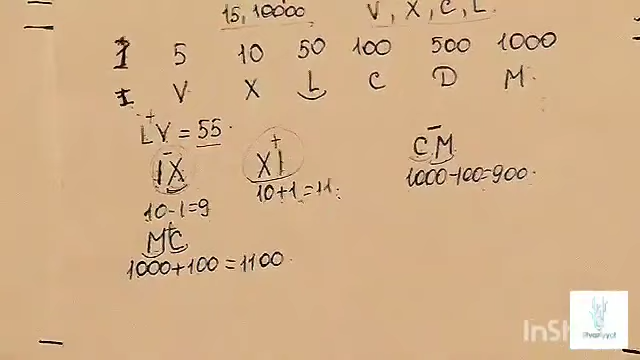 15, 10000  V, X, C, L.
1 5 10 50 100 500 1000
I V X L C D M.
+
LV = 55.
- + -
IX XI CM
10-1=9 10+1=11. 1000-100=900.
+
MC
1000+100=1100.
InSh